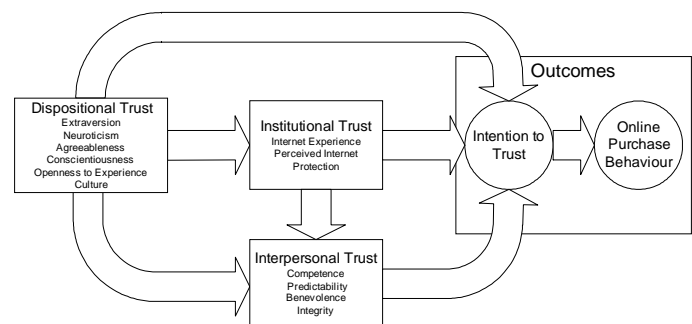 Outcomes
Dispositional Trust
Extraversion
Neuroticism
Agreeableness
Conscientiousness
Openness to Experience
Culture
Institutional Trust
Internet Experience
Perceived Internet
Protection
Interpersonal Trust
Competence
Predictability
Benevolence
Integrity
Intention to
Trust
Online
Purchase
Behaviour